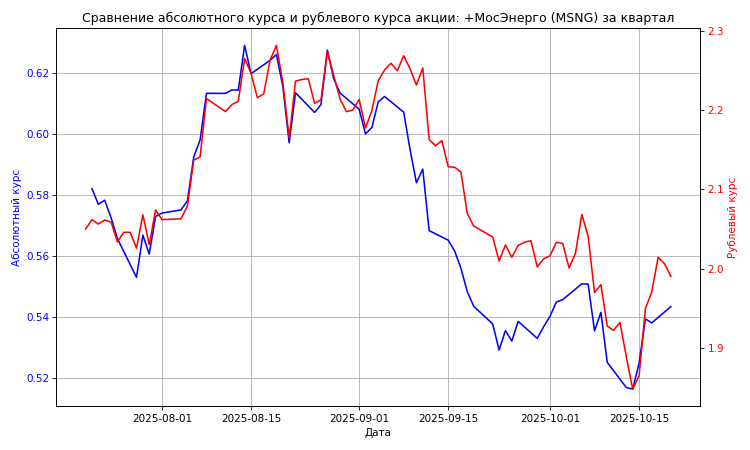 Сравнение абсолютного курса и рублевого курса акции: +МосЭнерго (MSNG) за квартал
2.3
0.62
2.2
0.60
0.58
2.1
Абсолютный курс
Рублевый курс
0.56
2.0
0.54
1.9
0.52
2025-08-01 2025-08-15 2025-09-01 2025-09-15 2025-10-01 2025-10-15
Дата